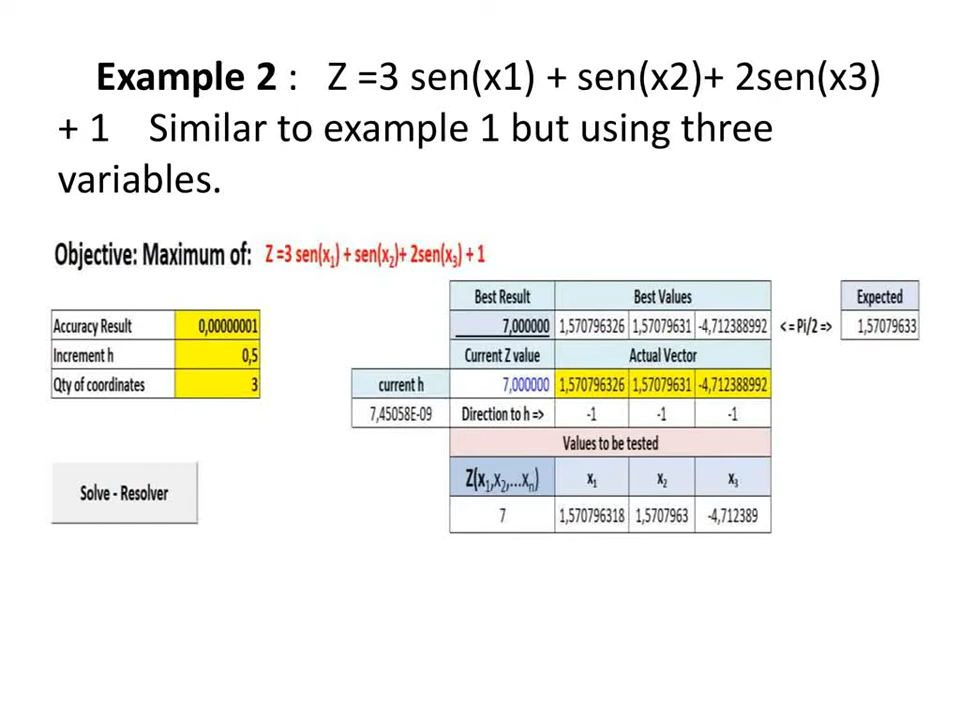 Example 2 : Z =3 sen(x1) + sen(x2)+ 2sen(x3)
+ 1 Similar to example 1 but using three
variables.
Objective: Maximum of: Z =3 sen(x₁) + sen(x₂)+ 2sen(x₃) + 1
Best Result Best Values Expected
Accuracy Result 0,00000001 7,000000 1,570796326 1,57079631 -4,712388992 < = Pi/2 => 1,57079633
Increment h 0,5 Current Z value Actual Vector
Qty of coordinates 3 current h 7,000000 1,570796326 1,57079631 -4,712388992
7,45058E-09 Direction to h => -1 -1 -1
Values to be tested
Z(x₁,x₂,...xₙ) x₁ x₂ x₃
Solve - Resolver
7 1,570796318 1,5707963 -4,712389